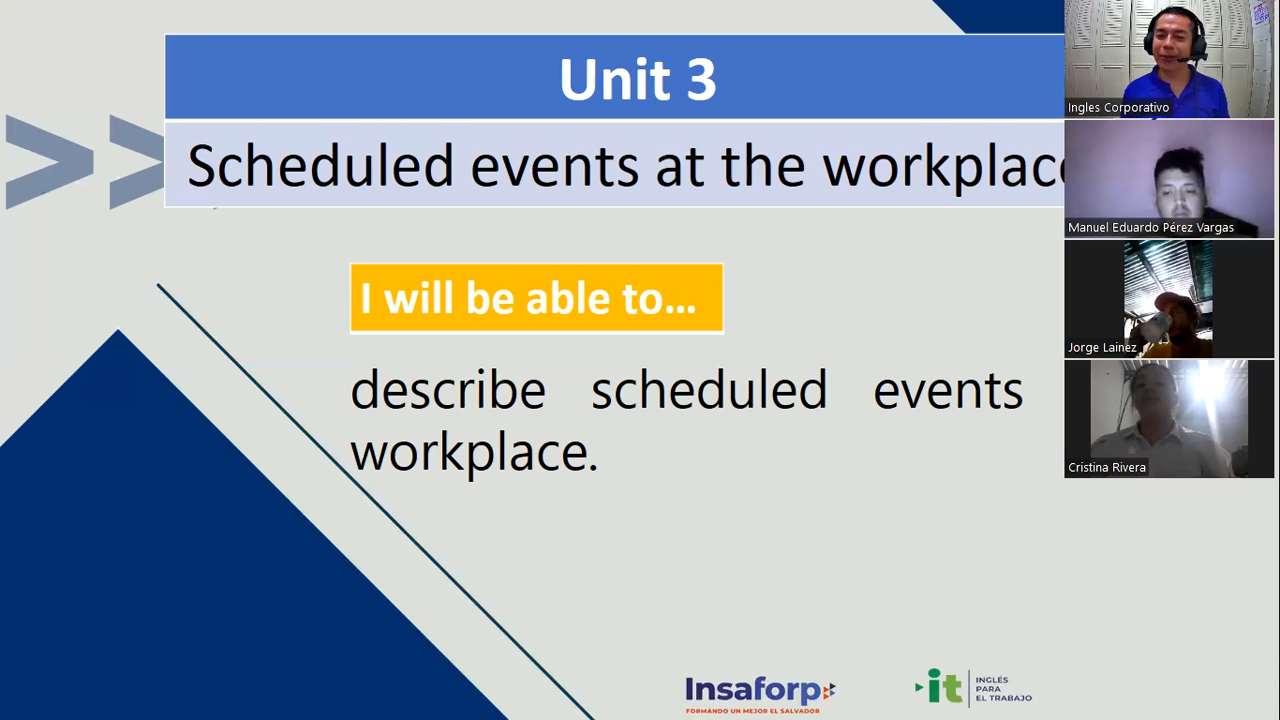 Unit 3
Scheduled events at the workplace
I will be able to...
describe scheduled events
workplace.
Insaforp
FORMANDO UN MEJOR EL SALVADOR
it
INGLÉS
PARA
EL TRABAJO
Ingles Corporativo
Manuel Eduardo Pérez Vargas
Jorge Lainez
Cristina Rivera